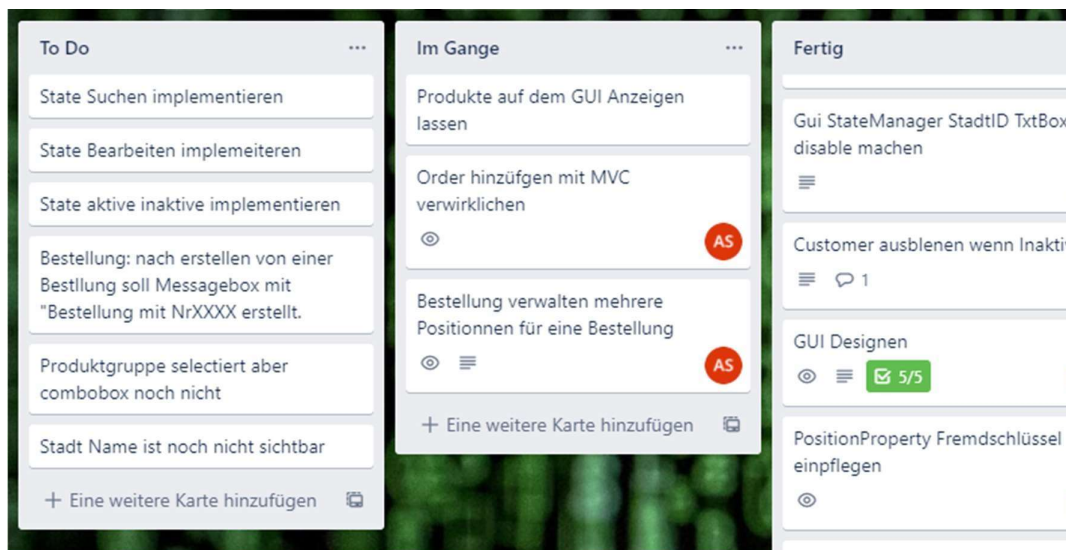 To Do
State Suchen implementieren
State Bearbeiten implemeiteren
State aktive inaktive implementieren
Bestellung: nach erstellen von einer
Bestllung soll Messagebox mit
"Bestellung mit NrXXXX erstellt.
Produktgruppe selectiert aber
combobox noch nicht
Stadt Name ist noch nicht sichtbar
+ Eine weitere Karte hinzufügen
Im Gange
Produkte auf dem GUI Anzeigen
lassen
Order hinzüfgen mit MVC
verwirklichen
AS
Bestellung verwalten mehrere
Positionnen für eine Bestellung
AS
+ Eine weitere Karte hinzufügen
Fertig
Gui StateManager StadtID TxtBox
disable machen
Customer ausblenen wenn
1
GUI Designen
5/5
PositionProperty Fremdschlüssel
einpflegen